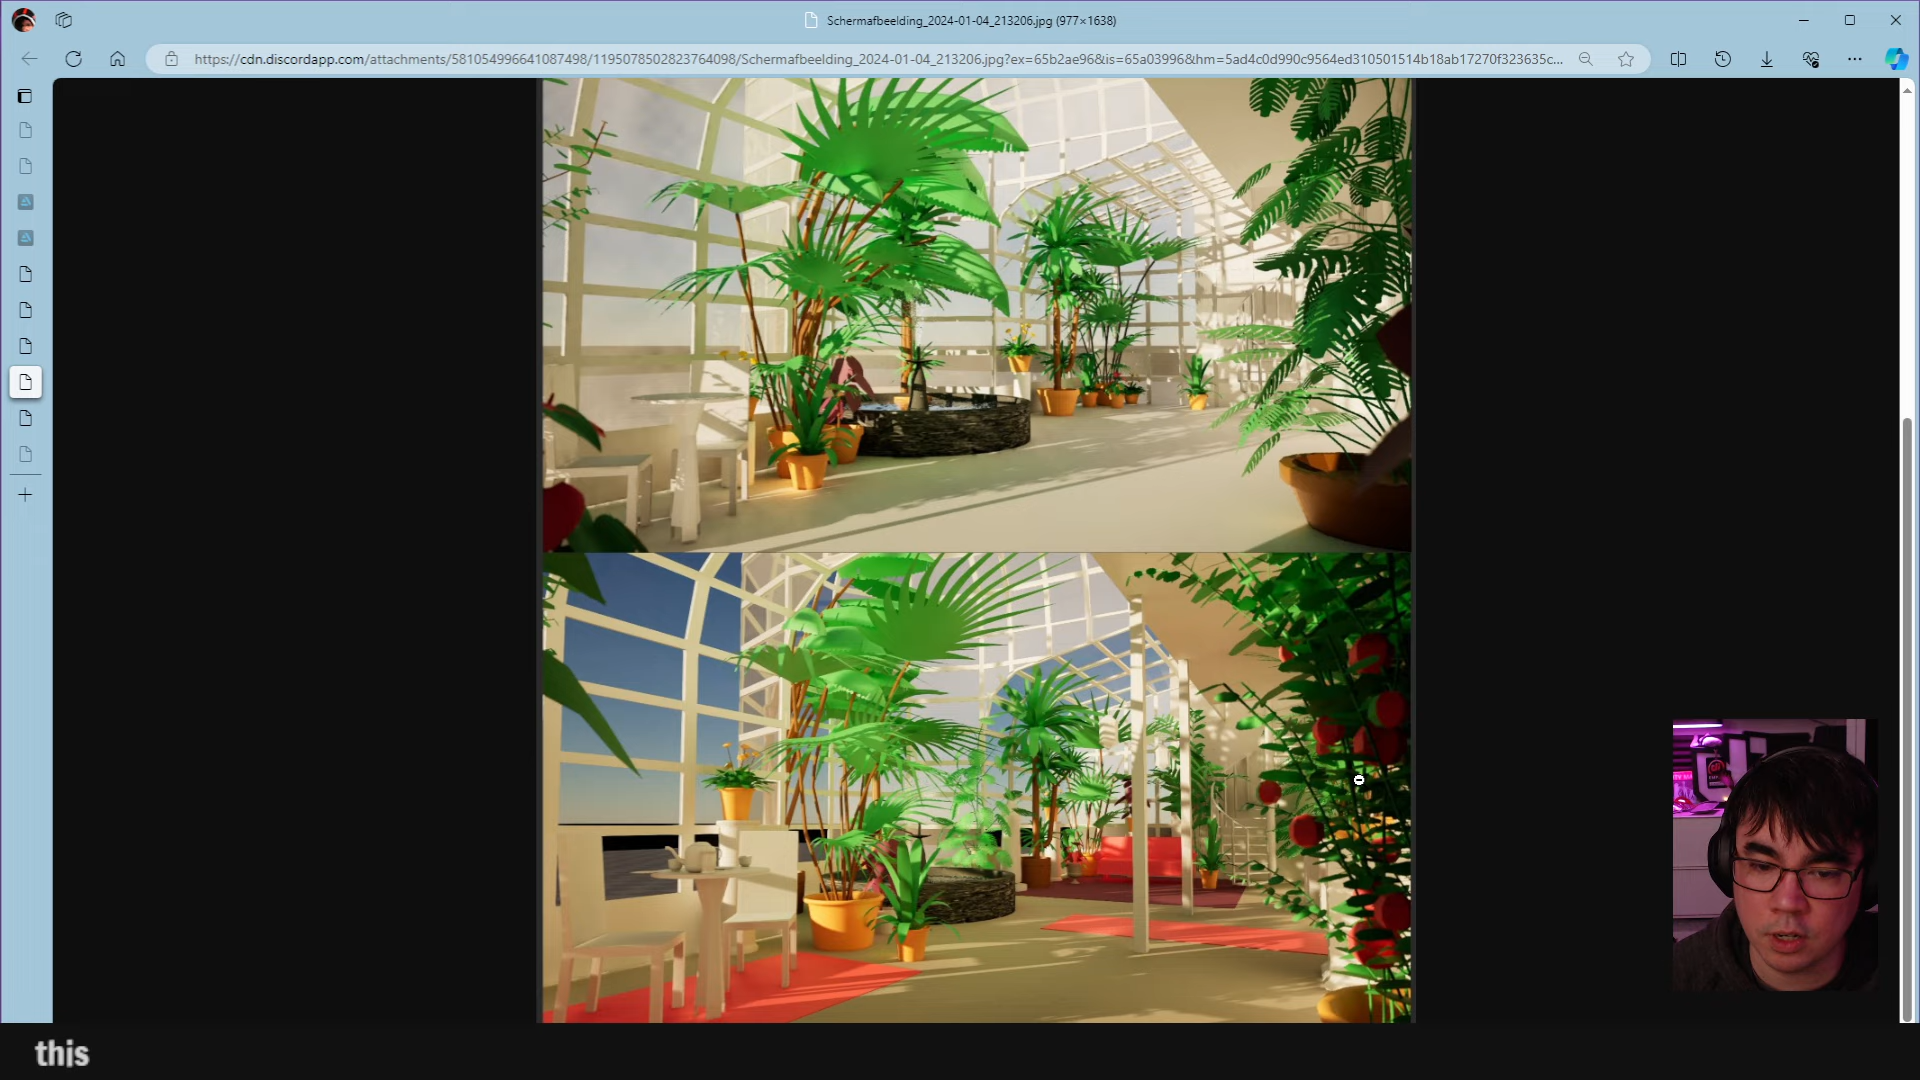 Schermafbeelding_2024-01-04_213206.jpg (977×1638)
https://cdn.discordapp.com/attachments/581054996641087498/1195078502823764098/Schermafbeelding_2024-01-04_213206.jpg?ex=65b2ae96&is=65a03996&hm=5ad4c0d990c9564ed310501514b18ab17270f323635c...
this